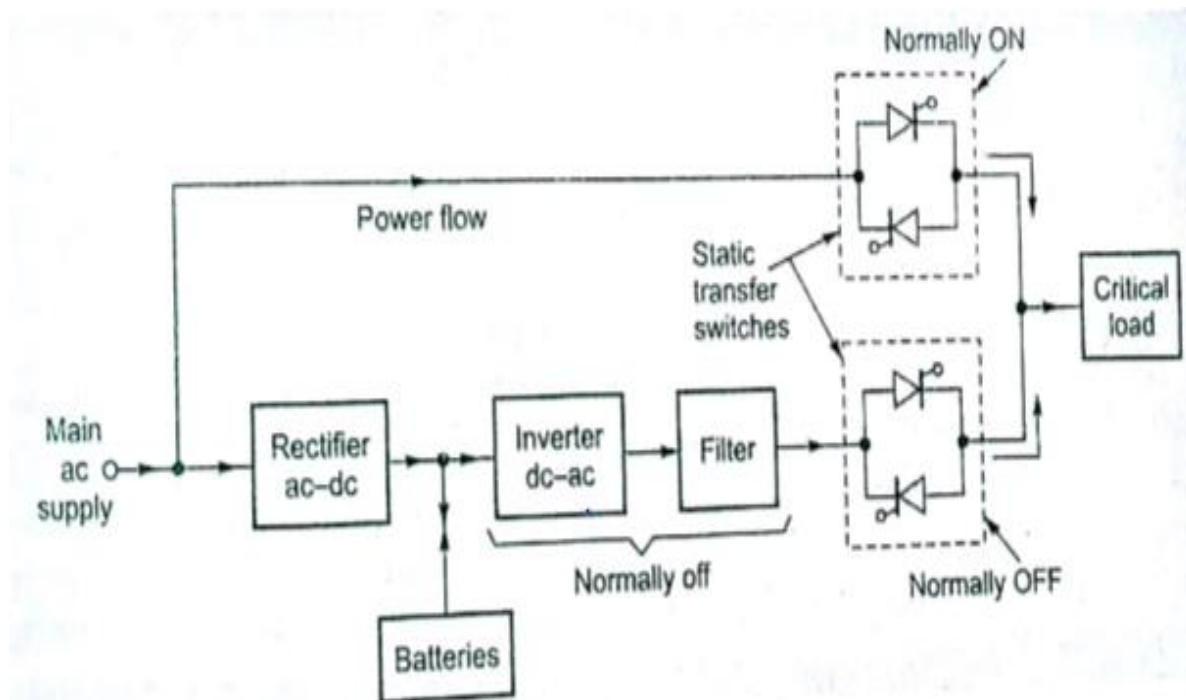 Normally ON
Power flow
Static
transfer
switches
Critical
load
Main
ac
supply
Rectifier
ac–dc
Inverter
dc–ac
Filter
Normally off
Normally OFF
Batteries